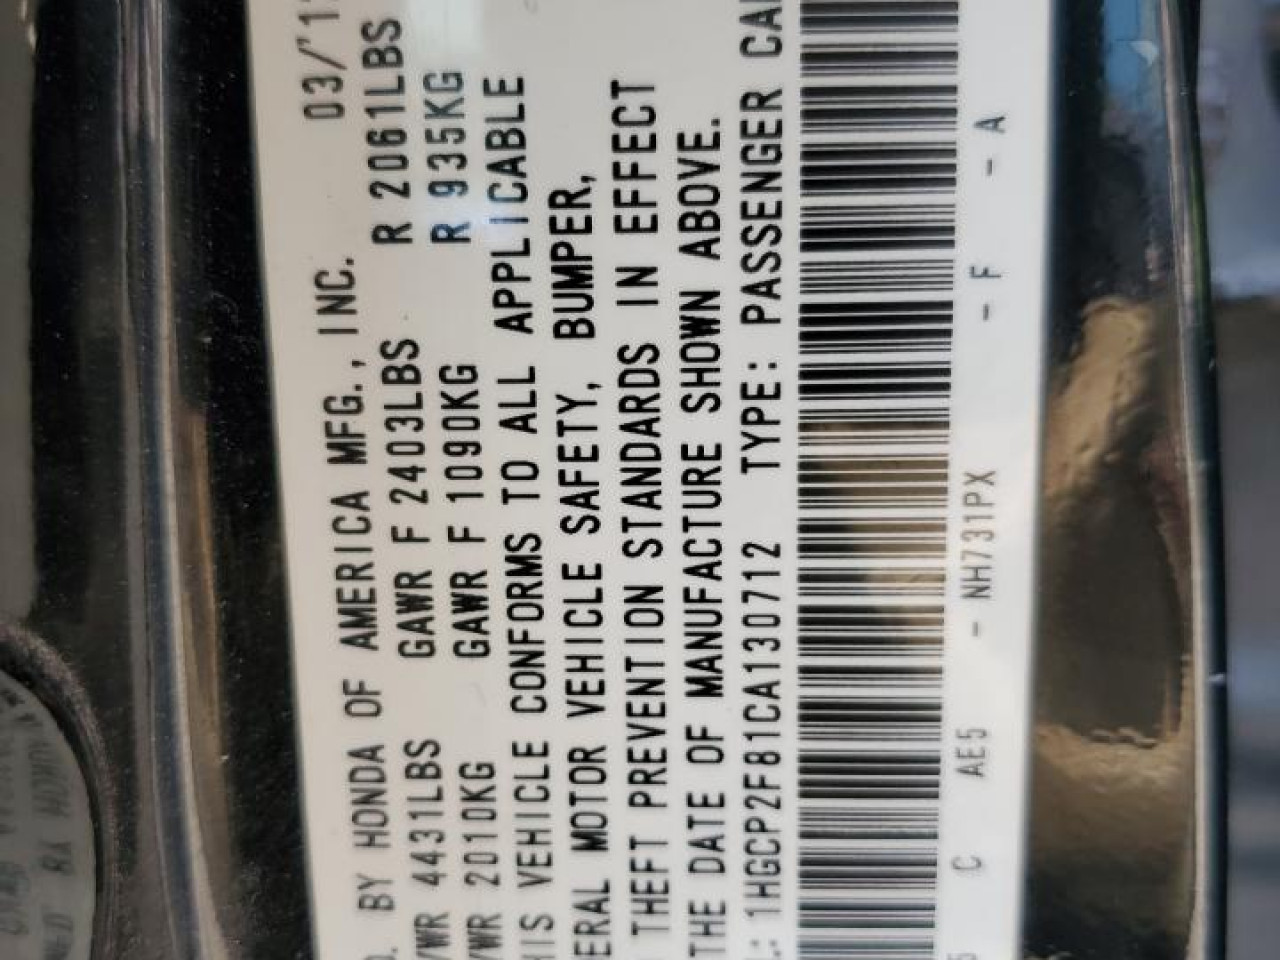 BY HONDA OF AMERICA MFG., INC. 03/'1
4431LBS GAWR F 2403LBS R 2061LBS
2010KG GAWR F 1090KG R 935KG
HIS VEHICLE CONFORMS TO ALL APPLICABLE
ERAL MOTOR VEHICLE SAFETY, BUMPER,
THEFT PREVENTION STANDARDS IN EFFECT
THE DATE OF MANUFACTURE SHOWN ABOVE.
.: 1HGCP2F81CA130712 TYPE: PASSENGER CA
C AE5 - NH731PX - F - A